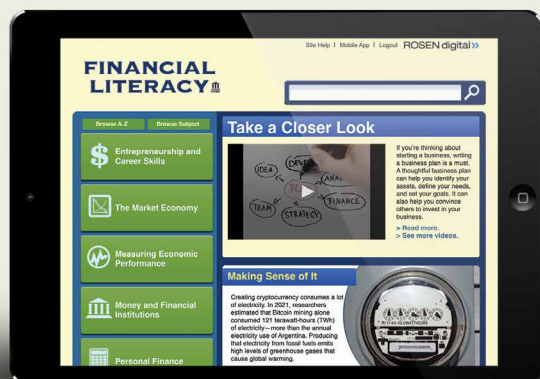 Site Help | Mobile App | Logout ROSEN digital»
FINANCIAL
LITERACY
Browse A-Z Browse Subject
Entrepreneurship and
Career Skills
The Market Economy
Measuring Economic
Performance
Money and Financial
Institutions
Personal Finance
Take a Closer Look
IDEA
TEAM
STRATEGY
FINANCE
If you're thinking about
starting a business, writing
a business plan is a must.
A thoughtful business plan
can help you identify your
assets, define your needs,
and set your goals. It can
also help you convince
others to invest in your
business.
> Read more.
> See more videos.
Making Sense of It
Creating cryptocurrency consumes a lot
of electricity. In 2021, researchers
estimated that Bitcoin mining alone
consumed 121 terawatt-hours (TWh)
of electricity—more than the annual
electricity use of Argentina. Producing
that electricity from fossil fuels emits
high levels of greenhouse gases that
cause global warming.